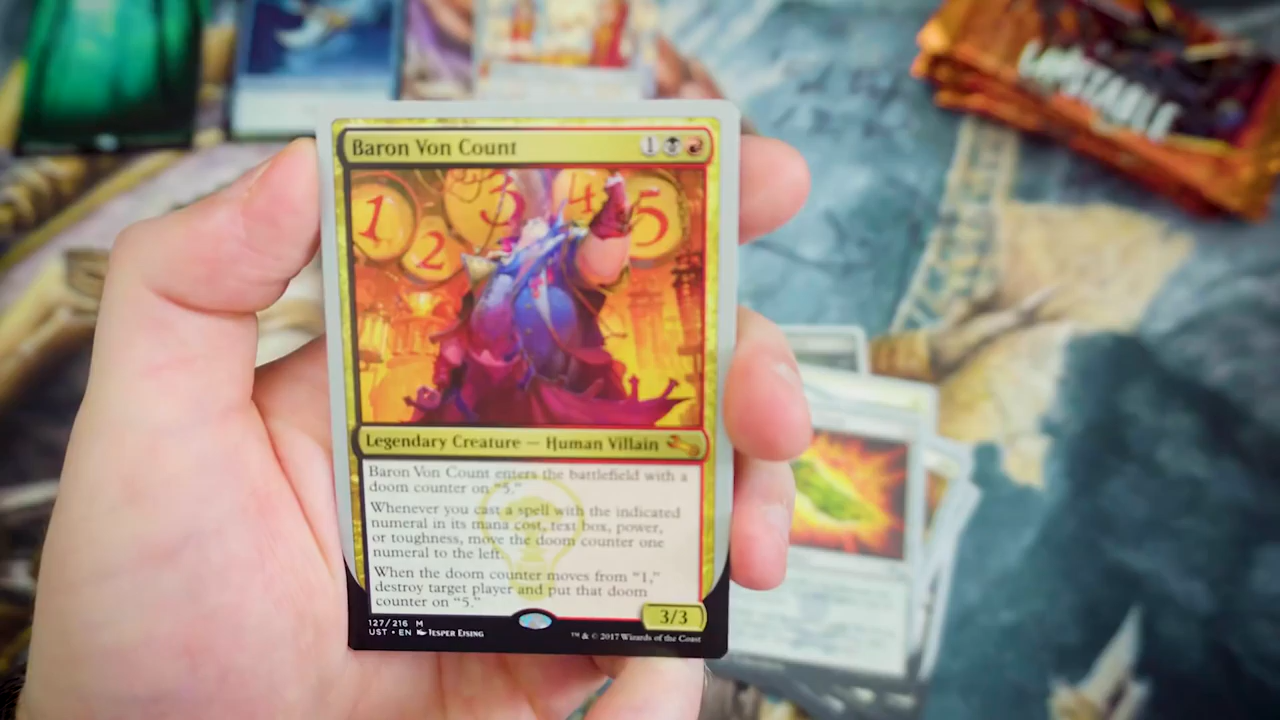 UNSTABLE
Baron Von Count 1
1 2 3 4 5
Legendary Creature — Human Villain
Baron Von Count enters the battlefield with a
doom counter on “5.”
Whenever you cast a spell with the indicated
numeral in its mana cost, text box, power,
or toughness, move the doom counter one
numeral to the left.
When the doom counter moves from “1,”
destroy target player and put that doom
counter on “5.”
3/3
127/216 M
UST • EN Jesper Ejsing
™ & © 2017 Wizards of the Coast